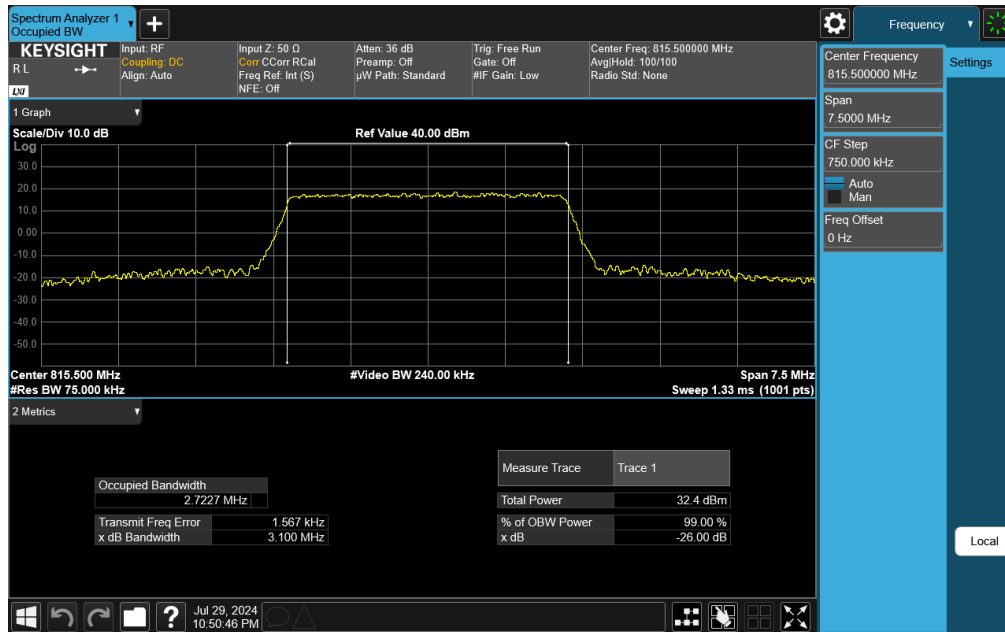 Spectrum Analyzer 1
Occupied BW
Frequency
KEYSIGHT
R L
LXI
Input: RF
Coupling: DC
Align: Auto
Input Z: 50 Ω
Corr CCorr RCal
Freq Ref: Int (S)
NFE: Off
Atten: 36 dB
Preamp: Off
µW Path: Standard
Trig: Free Run
Gate: Off
#IF Gain: Low
Center Freq: 815.500000 MHz
Avg|Hold: 100/100
Radio Std: None
Center Frequency
815.500000 MHz
Settings
Span
7.5000 MHz
CF Step
750.000 kHz
Auto
Man
Freq Offset
0 Hz
Local
1 Graph
Scale/Div 10.0 dB
Ref Value 40.00 dBm
Log
30.0
20.0
10.0
0.00
-10.0
-20.0
-30.0
-40.0
-50.0
Center 815.500 MHz
#Video BW 240.00 kHz
Span 7.5 MHz
#Res BW 75.000 kHz
Sweep 1.33 ms (1001 pts)
2 Metrics
Occupied Bandwidth
2.7227 MHz
Transmit Freq Error 1.567 kHz
x dB Bandwidth 3.100 MHz
Measure Trace Trace 1
Total Power 32.4 dBm
% of OBW Power 99.00 %
x dB -26.00 dB
?
Jul 29, 2024
10:50:46 PM